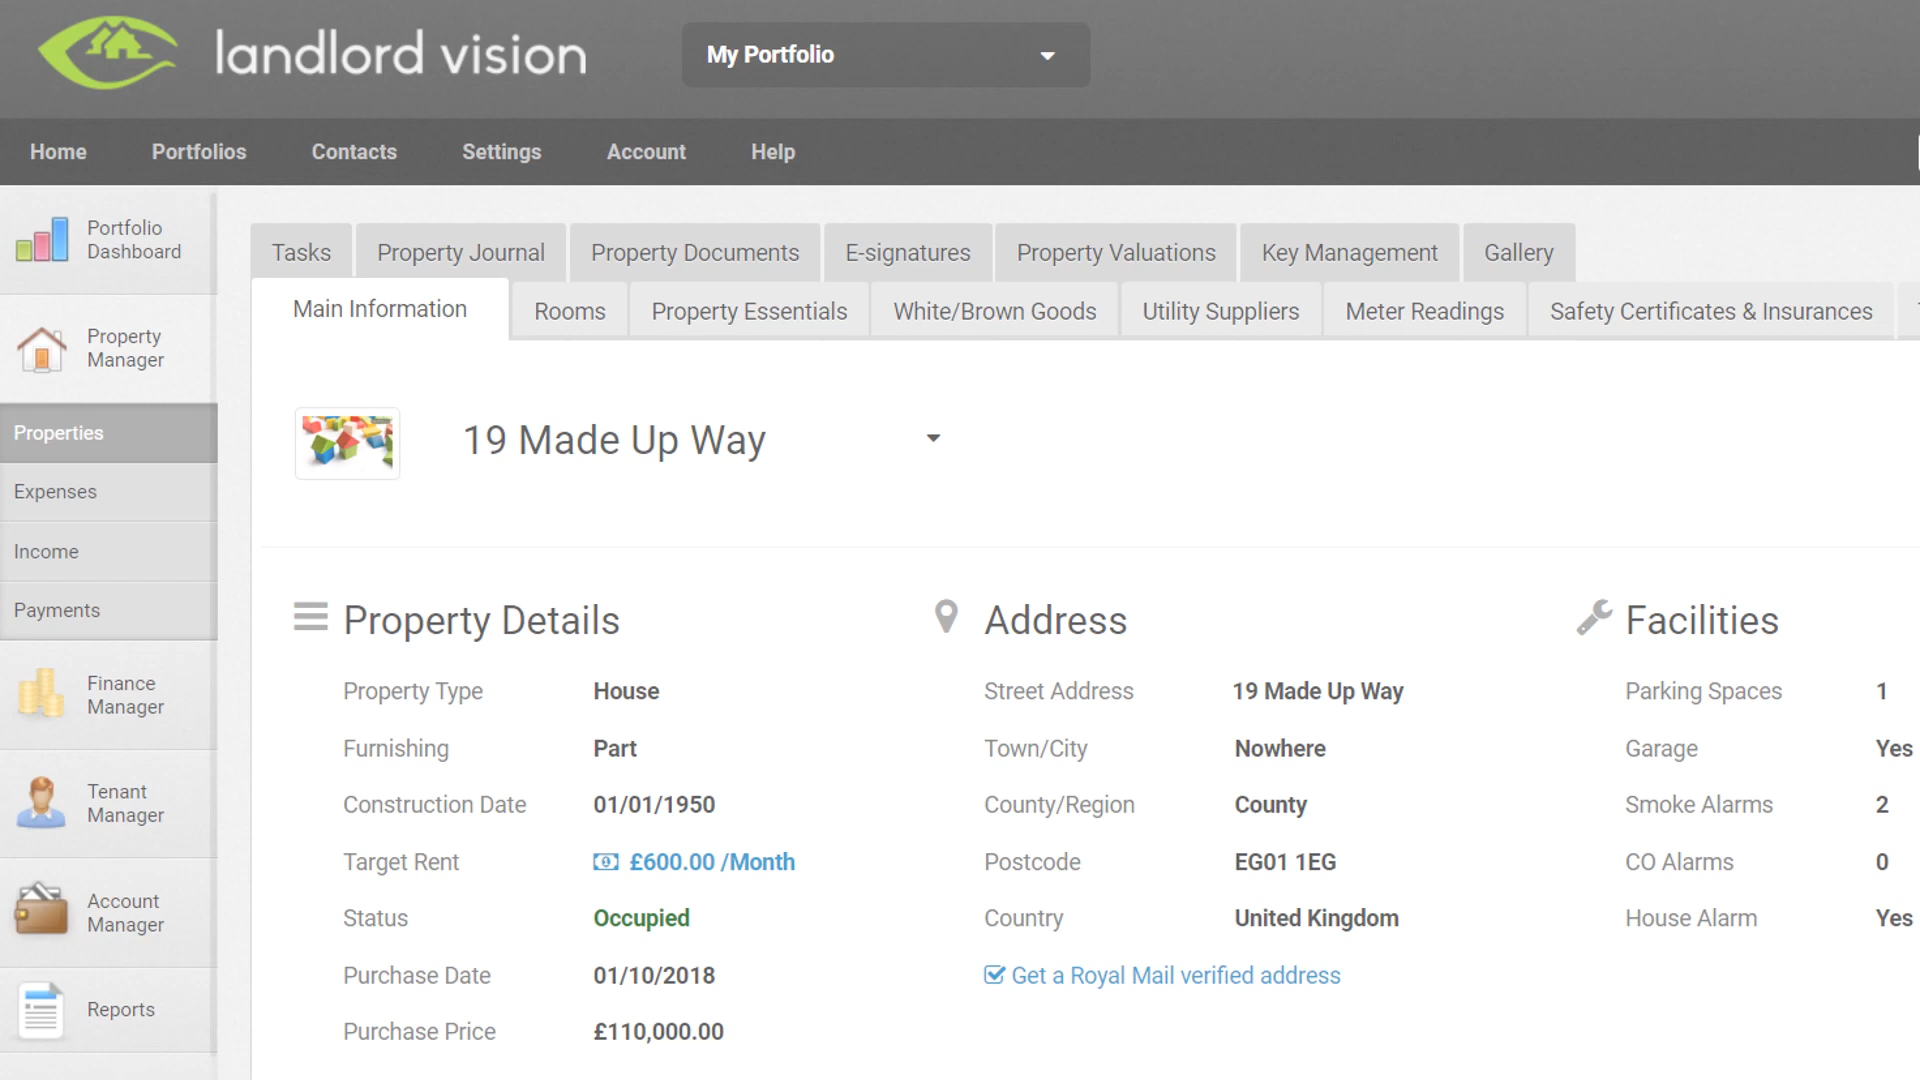 landlord vision
My Portfolio
Home Portfolios Contacts Settings Account Help
Portfolio
Dashboard
Property
Manager
Properties
Expenses
Income
Payments
Finance
Manager
Tenant
Manager
Account
Manager
Reports
Tasks Property Journal Property Documents E-signatures Property Valuations Key Management Gallery
Main Information Rooms Property Essentials White/Brown Goods Utility Suppliers Meter Readings Safety Certificates & Insurances
19 Made Up Way
Property Details
Property Type House
Furnishing Part
Construction Date 01/01/1950
Target Rent £600.00 /Month
Status Occupied
Purchase Date 01/10/2018
Purchase Price £110,000.00
Address
Street Address 19 Made Up Way
Town/City Nowhere
County/Region County
Postcode EG01 1EG
Country United Kingdom
Get a Royal Mail verified address
Facilities
Parking Spaces 1
Garage Yes
Smoke Alarms 2
CO Alarms 0
House Alarm Yes